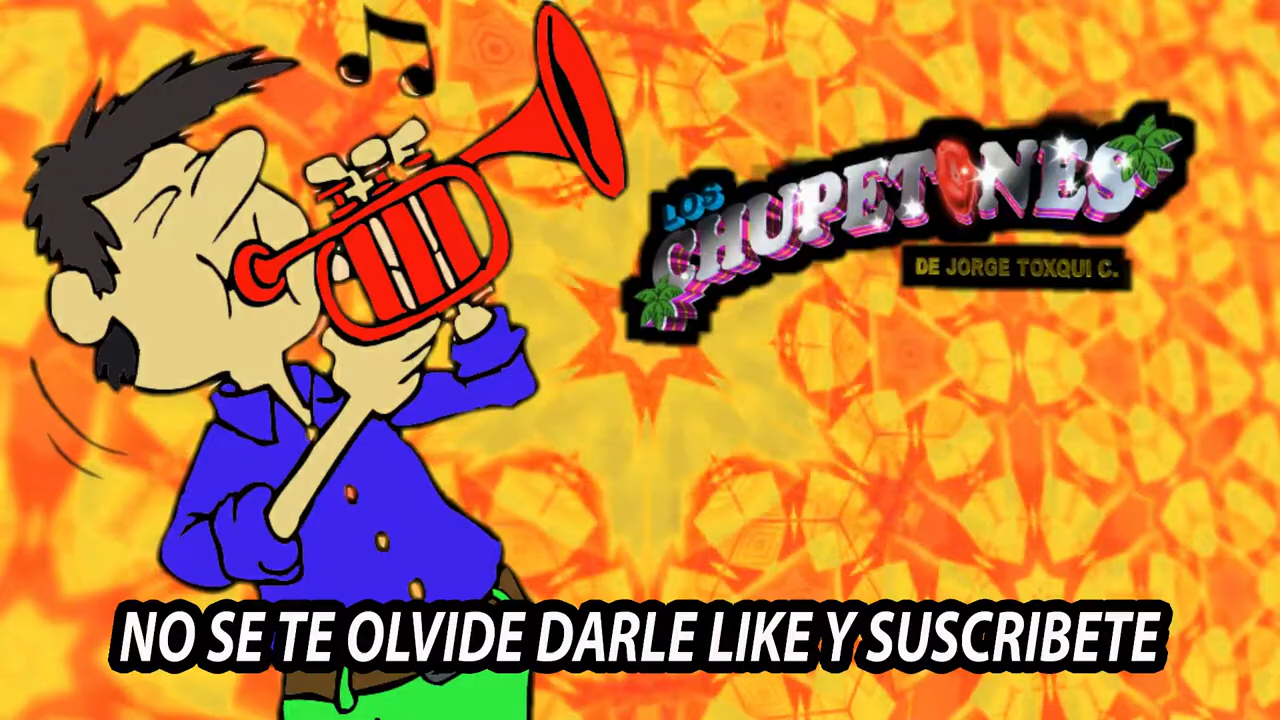 LOS
CHUPETONES
DE JORGE TOXQUI C.
NO SE TE OLVIDE DARLE LIKE Y SUSCRIBETE